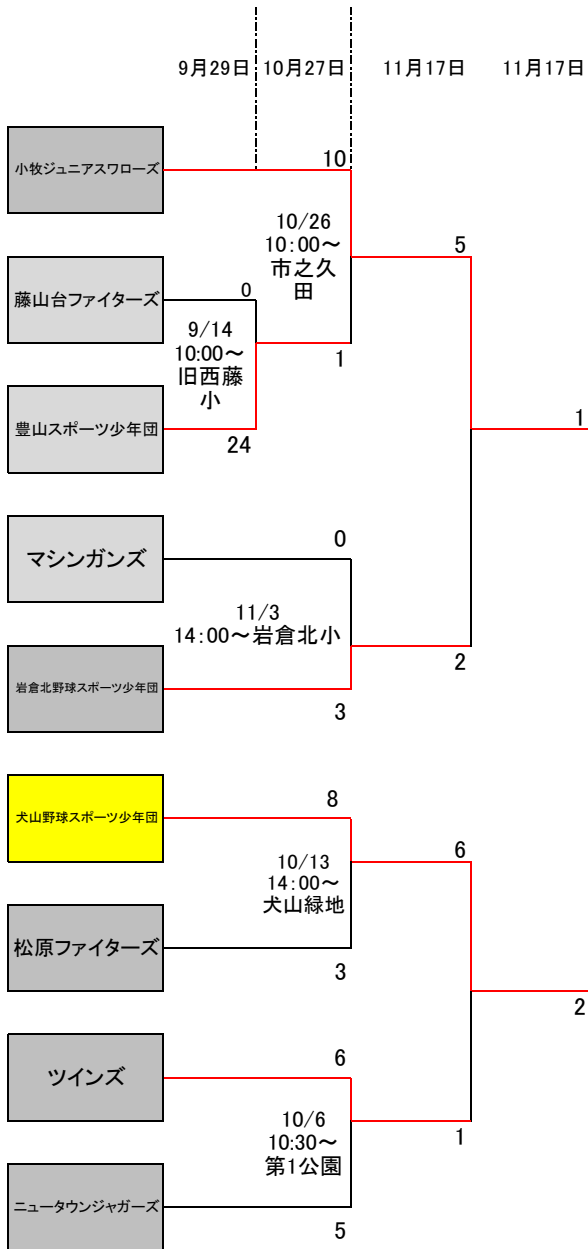 9月29日 10月27日 11月17日 11月17日
小牧ジュニアスワローズ
10
10/26
10:00～
市之久
田
5
藤山台ファイターズ
0
9/14
10:00～
旧西藤
小
1
豊山スポーツ少年団
24
1
マシンガンズ
0
11/3
14:00～岩倉北小
2
岩倉北野球スポーツ少年団
3
犬山野球スポーツ少年団
8
10/13
14:00～
犬山緑地
6
松原ファイターズ
3
2
ツインズ
6
10/6
10:30～
第1公園
1
ニュータウンジャガーズ
5